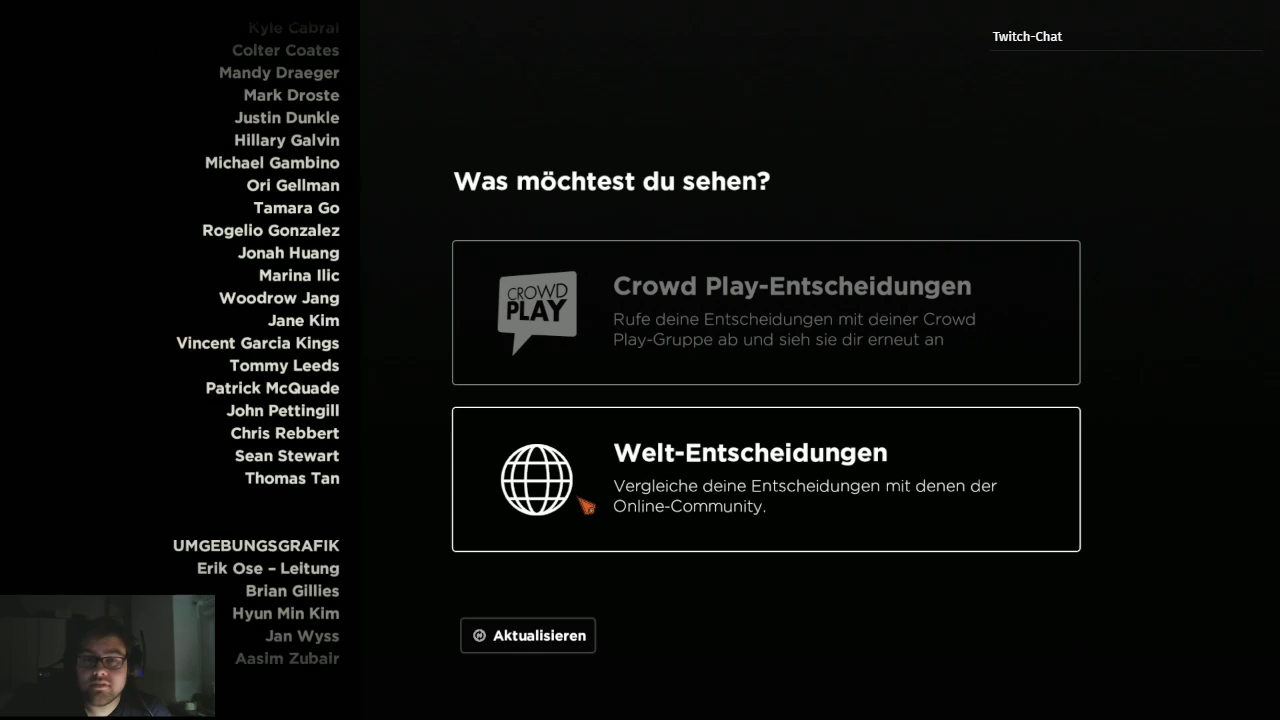 Kyle Cabral
Colter Coates
Mandy Draeger
Mark Droste
Justin Dunkle
Hillary Galvin
Michael Gambino
Ori Gellman
Tamara Go
Rogelio Gonzalez
Jonah Huang
Marina Ilic
Woodrow Jang
Jane Kim
Vincent Garcia Kings
Tommy Leeds
Patrick McQuade
John Pettingill
Chris Rebbert
Sean Stewart
Thomas Tan
UMGEBUNGSGRAFIK
Erik Ose – Leitung
Brian Gillies
Hyun Min Kim
Jan Wyss
Aasim Zubair
Twitch-Chat
Was möchtest du sehen?
CROWD
PLAY
Crowd Play-Entscheidungen
Rufe deine Entscheidungen mit deiner Crowd
Play-Gruppe ab und sieh sie dir erneut an
Welt-Entscheidungen
Vergleiche deine Entscheidungen mit denen der
Online-Community.
Aktualisieren